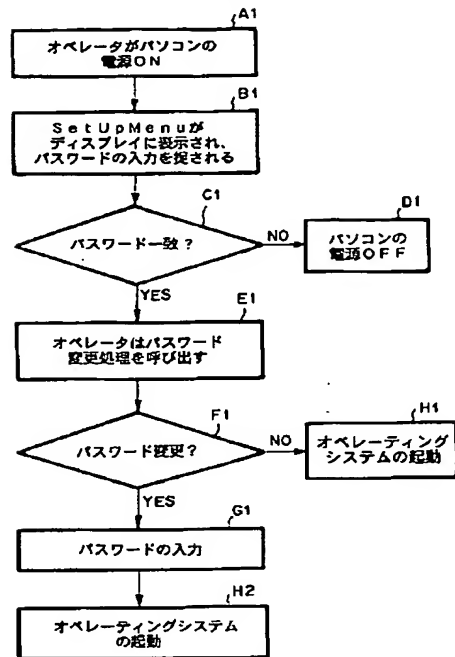 A1
オペレータがパソコンの
電源ON
B1
SetUpMenuが
ディスプレイに表示され、
パスワードの入力を捉される
C1
パスワード一致?
NO
D1
パソコンの
電源OFF
YES
E1
オペレータはパスワード
変更処理を呼び出す
F1
パスワード変更?
NO
H1
オペレーティング
システムの起動
YES
G1
パスワードの入力
H2
オペレーティングシステム
の起動